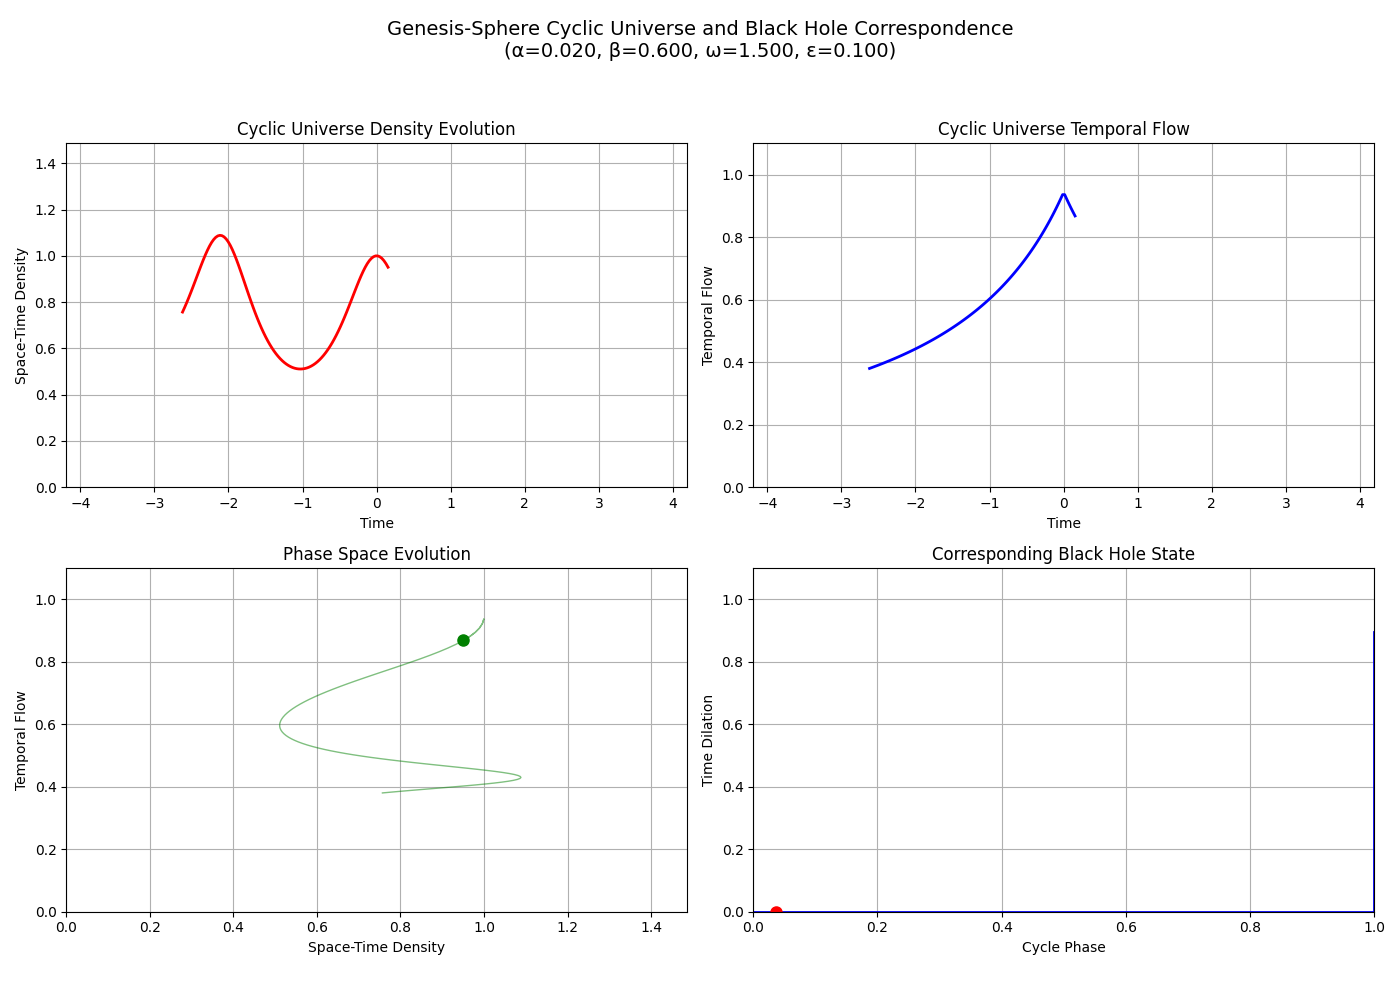 Genesis-Sphere Cyclic Universe and Black Hole Correspondence
(α=0.020, β=0.600, ω=1.500, ε=0.100)
Cyclic Universe Density Evolution
Space-Time Density
1.4
1.2
1.0
0.8
0.6
0.4
0.2
0.0
−4 −3 −2 −1 0 1 2 3 4
Time
Cyclic Universe Temporal Flow
Temporal Flow
1.0
0.8
0.6
0.4
0.2
0.0
−4 −3 −2 −1 0 1 2 3 4
Time
Phase Space Evolution
Temporal Flow
1.0
0.8
0.6
0.4
0.2
0.0
0.0 0.2 0.4 0.6 0.8 1.0 1.2 1.4
Space-Time Density
Corresponding Black Hole State
Time Dilation
1.0
0.8
0.6
0.4
0.2
0.0
0.0 0.2 0.4 0.6 0.8 1.0
Cycle Phase